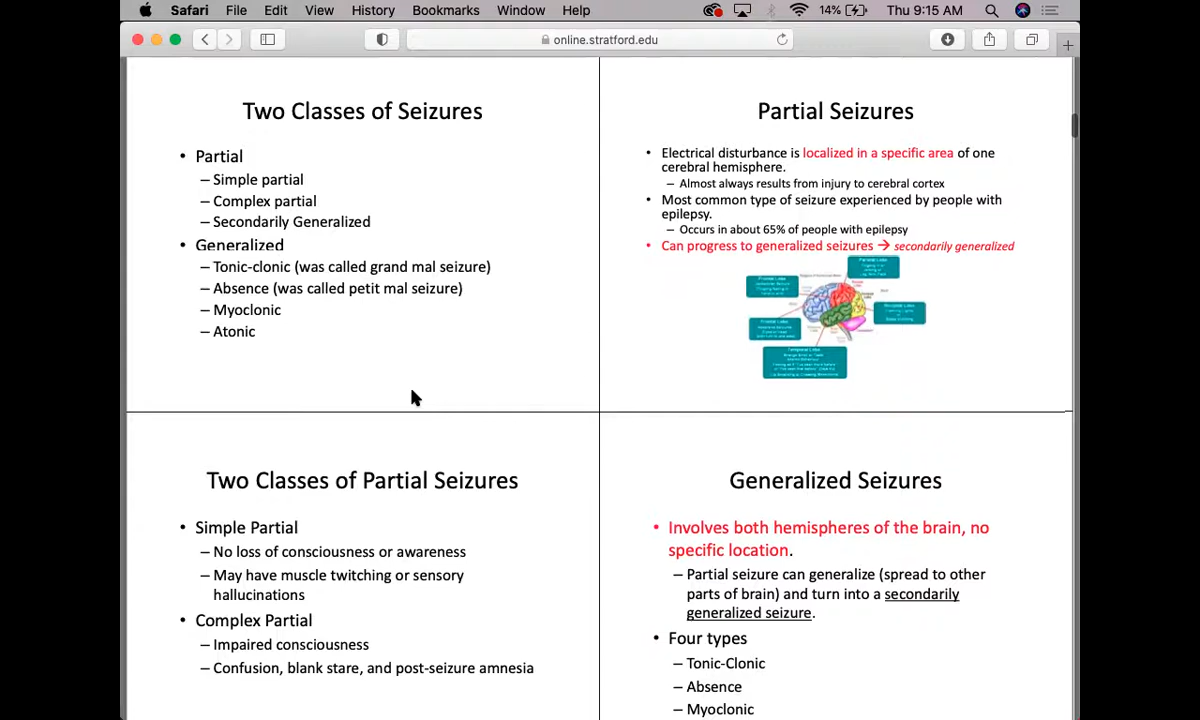 Safari File Edit View History Bookmarks Window Help 14% Thu 9:15 AM
online.stratford.edu
Two Classes of Seizures
• Partial
– Simple partial
– Complex partial
– Secondarily Generalized
• Generalized
– Tonic-clonic (was called grand mal seizure)
– Absence (was called petit mal seizure)
– Myoclonic
– Atonic
Partial Seizures
• Electrical disturbance is localized in a specific area of one
cerebral hemisphere.
– Almost always results from injury to cerebral cortex
• Most common type of seizure experienced by people with
epilepsy.
– Occurs in about 65% of people with epilepsy
• Can progress to generalized seizures → secondarily generalized
Two Classes of Partial Seizures
• Simple Partial
– No loss of consciousness or awareness
– May have muscle twitching or sensory
hallucinations
• Complex Partial
– Impaired consciousness
– Confusion, blank stare, and post-seizure amnesia
Generalized Seizures
• Involves both hemispheres of the brain, no
specific location.
– Partial seizure can generalize (spread to other
parts of brain) and turn into a secondarily
generalized seizure.
• Four types
– Tonic-Clonic
– Absence
– Myoclonic